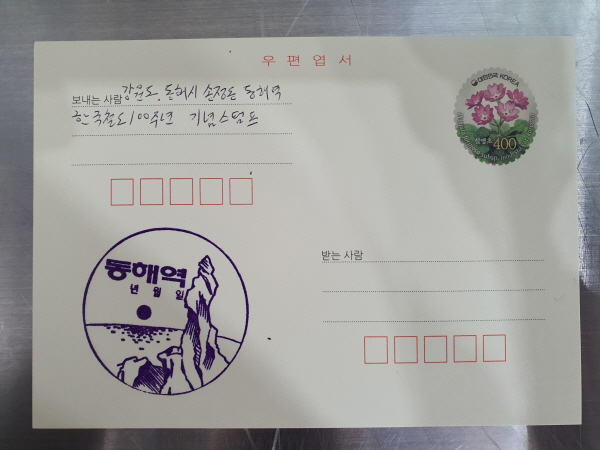 우편엽서
대한민국 KOREA
400
보내는 사람 강원도 동해시 송정동 동해역
한국철도 100주년 기념스탬프
동해역
년 월 일
받는 사람